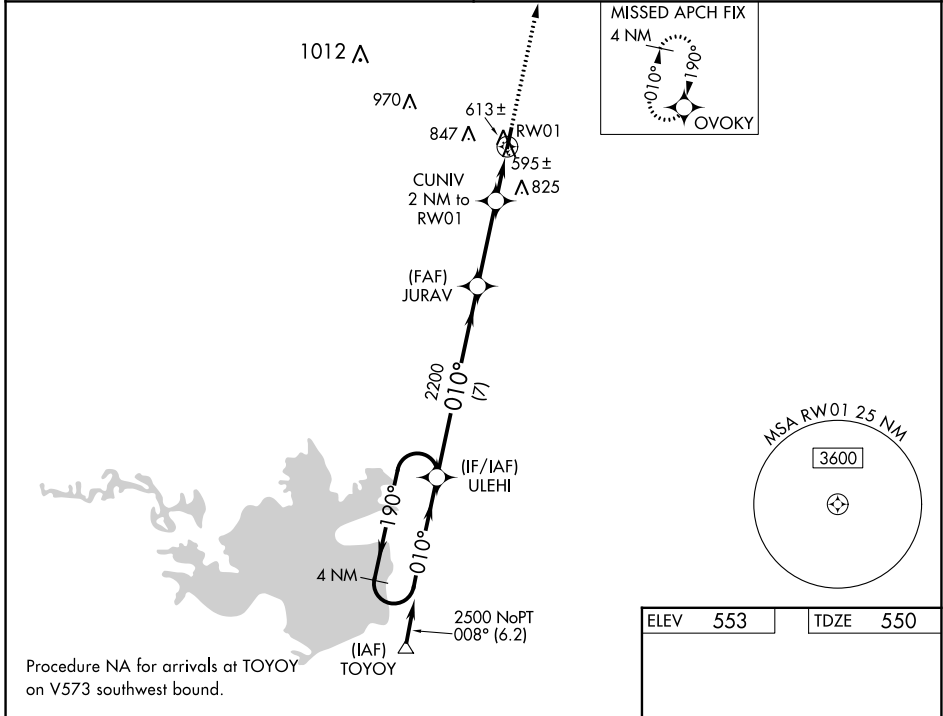 MISSED APCH FIX
4 NM
010°
190°
OVOKY
1012
970
613±
847
RW01
595±
825
CUNIV
2 NM to
RW01
(FAF)
JURAV
2200
010°
(7)
MSA RW01 25 NM
3600
(IF/IAF)
ULEHI
190°
010°
4 NM
2500 NoPT
008° (6.2)
(IAF)
TOYOY
ELEV 553
TDZE 550
Procedure NA for arrivals at TOYOY
on V573 southwest bound.